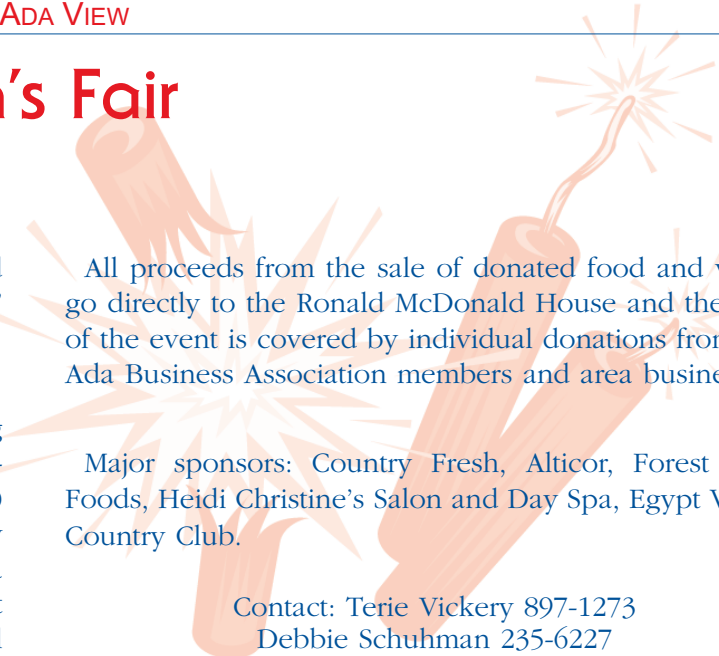 ADA VIEW
's Fair
All proceeds from the sale of donated food and
go directly to the Ronald McDonald House and the
of the event is covered by individual donations from
Ada Business Association members and area
Major sponsors: Country Fresh, Alticor, Forest
Foods, Heidi Christine's Salon and Day Spa, Egypt
Country Club.
Contact: Terie Vickery 897-1273
Debbie Schuhman 235-6227